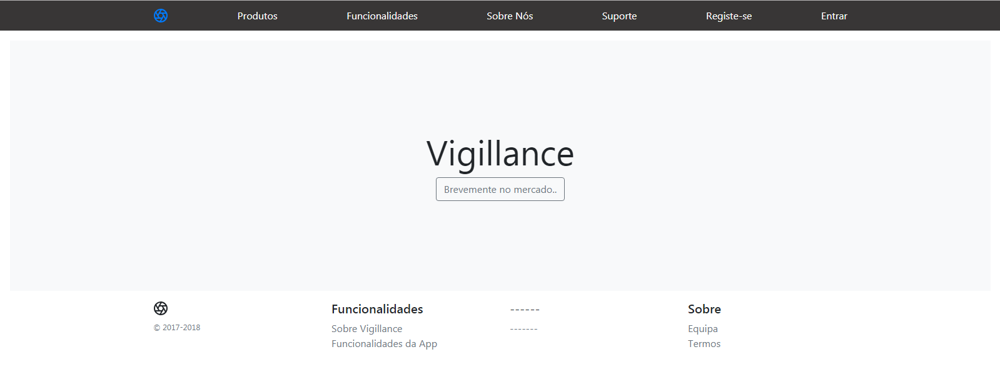 Produtos Funcionalidades Sobre Nós Suporte Registe-se Entrar
Vigillance
Brevemente no mercado..
© 2017-2018
Funcionalidades
Sobre Vigillance
Funcionalidades da App
------
-------
Sobre
Equipa
Termos